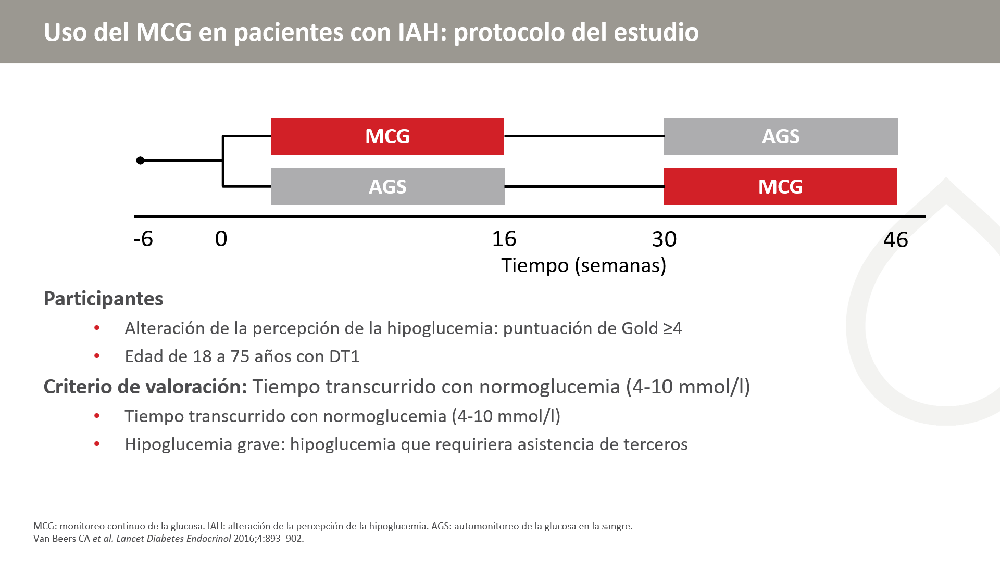 Uso del MCG en pacientes con IAH: protocolo del estudio
MCG
AGS
AGS
MCG
-6
0
16
30
46
Tiempo (semanas)
Participantes
• Alteración de la percepción de la hipoglucemia: puntuación de Gold ≥4
• Edad de 18 a 75 años con DT1
Criterio de valoración: Tiempo transcurrido con normoglucemia (4-10 mmol/l)
• Tiempo transcurrido con normoglucemia (4-10 mmol/l)
• Hipoglucemia grave: hipoglucemia que requiriera asistencia de terceros
MCG: monitoreo continuo de la glucosa. IAH: alteración de la percepción de la hipoglucemia. AGS: automonitoreo de la glucosa en la sangre.
Van Beers CA et al. Lancet Diabetes Endocrinol 2016;4:893–902.